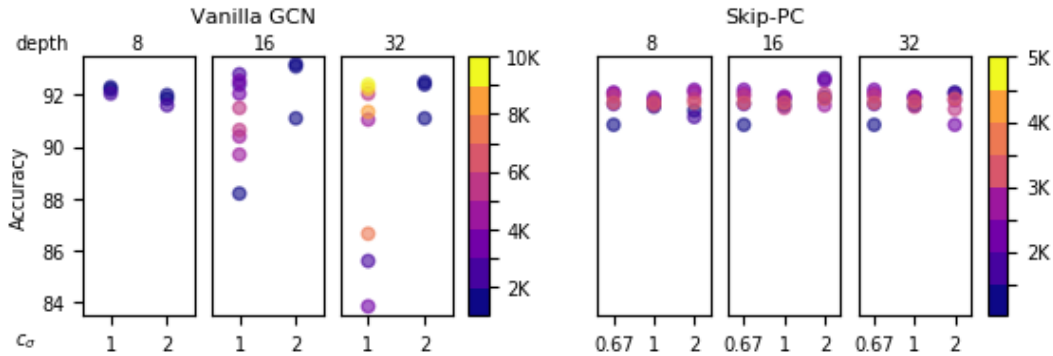 Vanilla GCN
Skip-PC
depth 8 16 32
8 16 32
10K
8K
6K
4K
2K
5K
4K
3K
2K
Accuracy
92
90
88
86
84
cσ 1 2 1 2 1 2
0.67 1 2 0.67 1 2 0.67 1 2